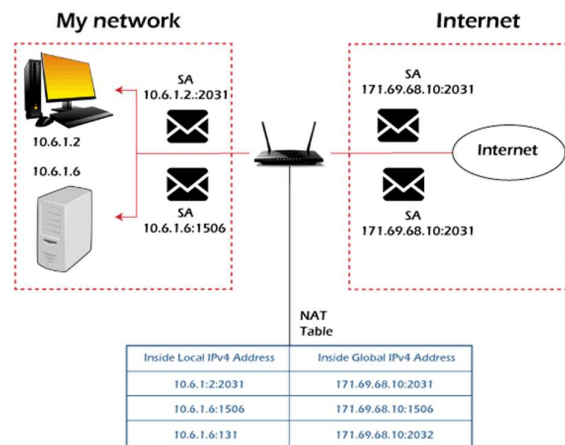 My network
Internet
SA
10.6.1.2.:2031
SA
171.69.68.10:2031
10.6.1.2
Internet
10.6.1.6
SA
10.6.1.6:1506
SA
171.69.68.10:2031
NAT
Table
Inside Local IPv4 Address Inside Global IPv4 Address
10.6.1:2:2031 171.69.68.10:2031
10.6.1.6:1506 171.69.68.10:1506
10.6.1.6:131 171.69.68.10:2032